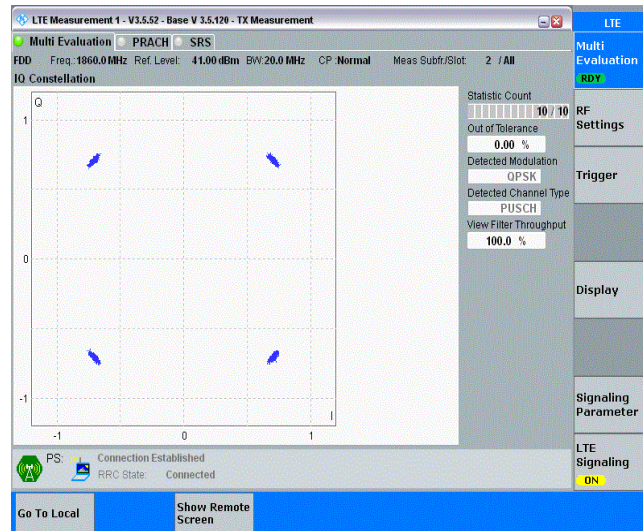 LTE Measurement 1 - V3.5.52 - Base V 3.5.120 - TX Measurement
LTE
Multi Evaluation PRACH SRS
Multi
Evaluation
RDY
FDD Freq.: 1860.0 MHz Ref. Level: 41.00 dBm BW: 20.0 MHz CP : Normal Meas Subfr./Slot: 2 / All
IQ Constellation
Statistic Count
10 / 10
Out of Tolerance
0.00 %
Detected Modulation
QPSK
Detected Channel Type
PUSCH
View Filter Throughput
100.0 %
Q
1
0
-1
I
-1 0 1
RF
Settings
Trigger
Display
Signaling
Parameter
LTE
Signaling
ON
PS: Connection Established
RRC State: Connected
Go To Local
Show Remote
Screen